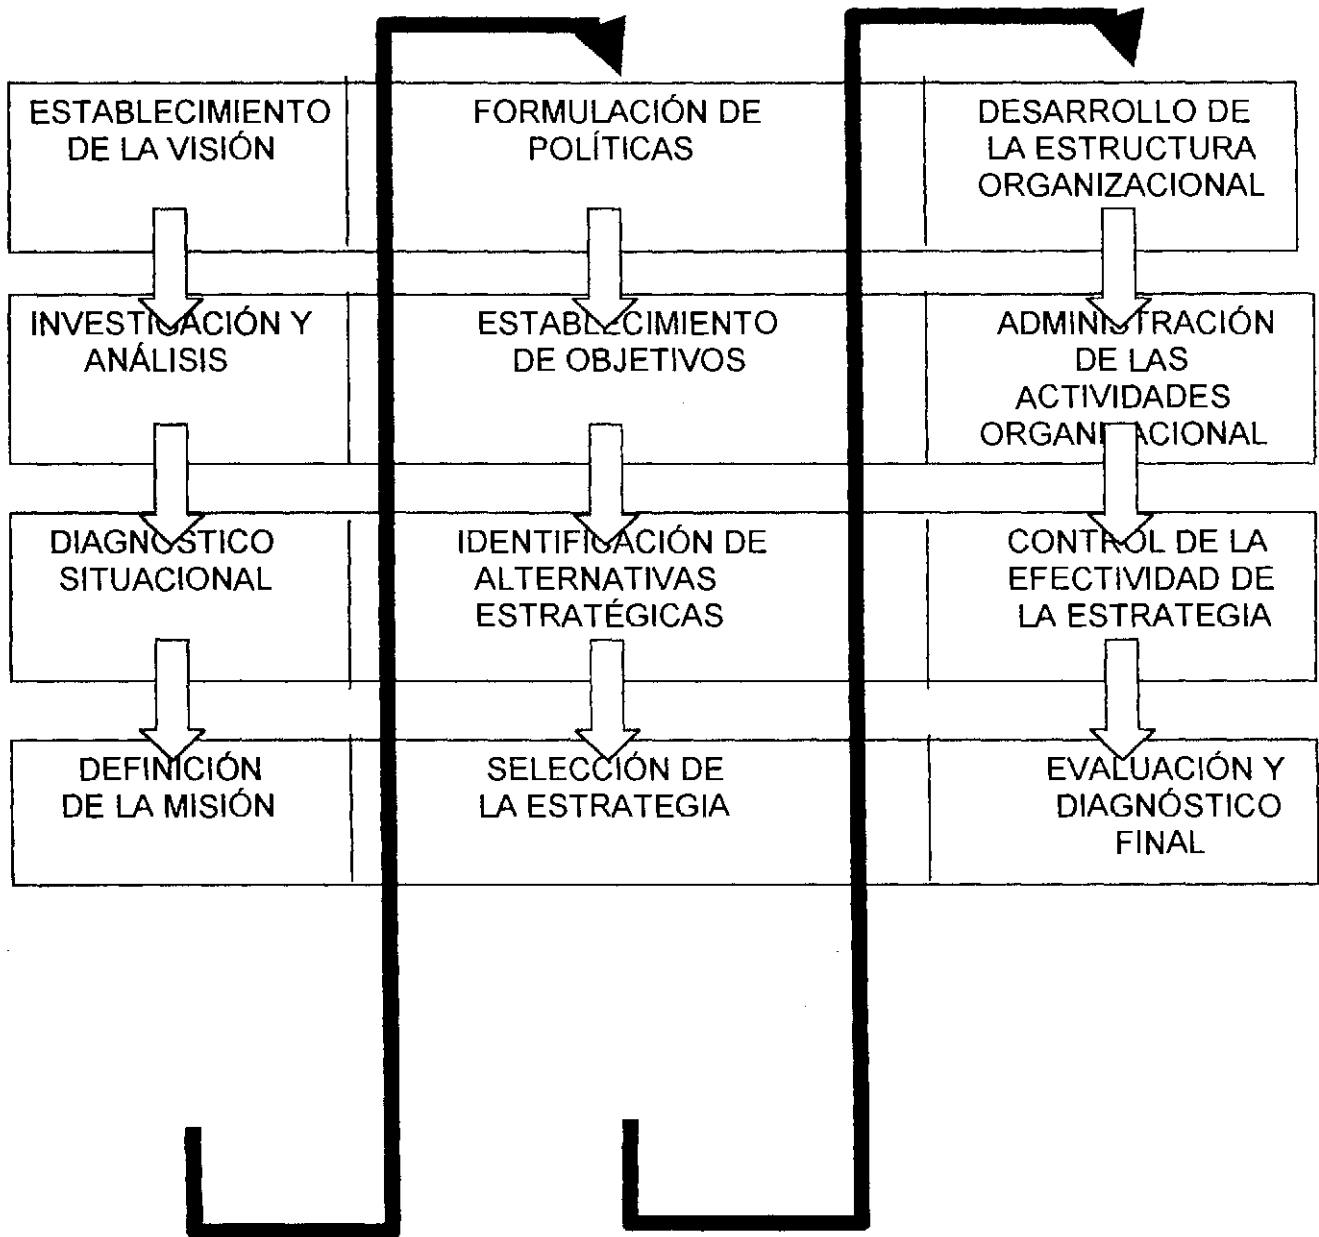 ESTABLECIMIENTO
DE LA VISIÓN
INVESTIGACIÓN Y
ANÁLISIS
DIAGNÓSTICO
SITUACIONAL
DEFINICIÓN
DE LA MISIÓN
FORMULACIÓN DE
POLÍTICAS
ESTABLECIMIENTO
DE OBJETIVOS
IDENTIFICACIÓN DE
ALTERNATIVAS
ESTRATÉGICAS
SELECCIÓN DE
LA ESTRATEGIA
DESARROLLO DE
LA ESTRUCTURA
ORGANIZACIONAL
ADMINISTRACIÓN
DE LAS
ACTIVIDADES
ORGANIZACIONAL
CONTROL DE LA
EFECTIVIDAD DE
LA ESTRATEGIA
EVALUACIÓN Y
DIAGNÓSTICO
FINAL